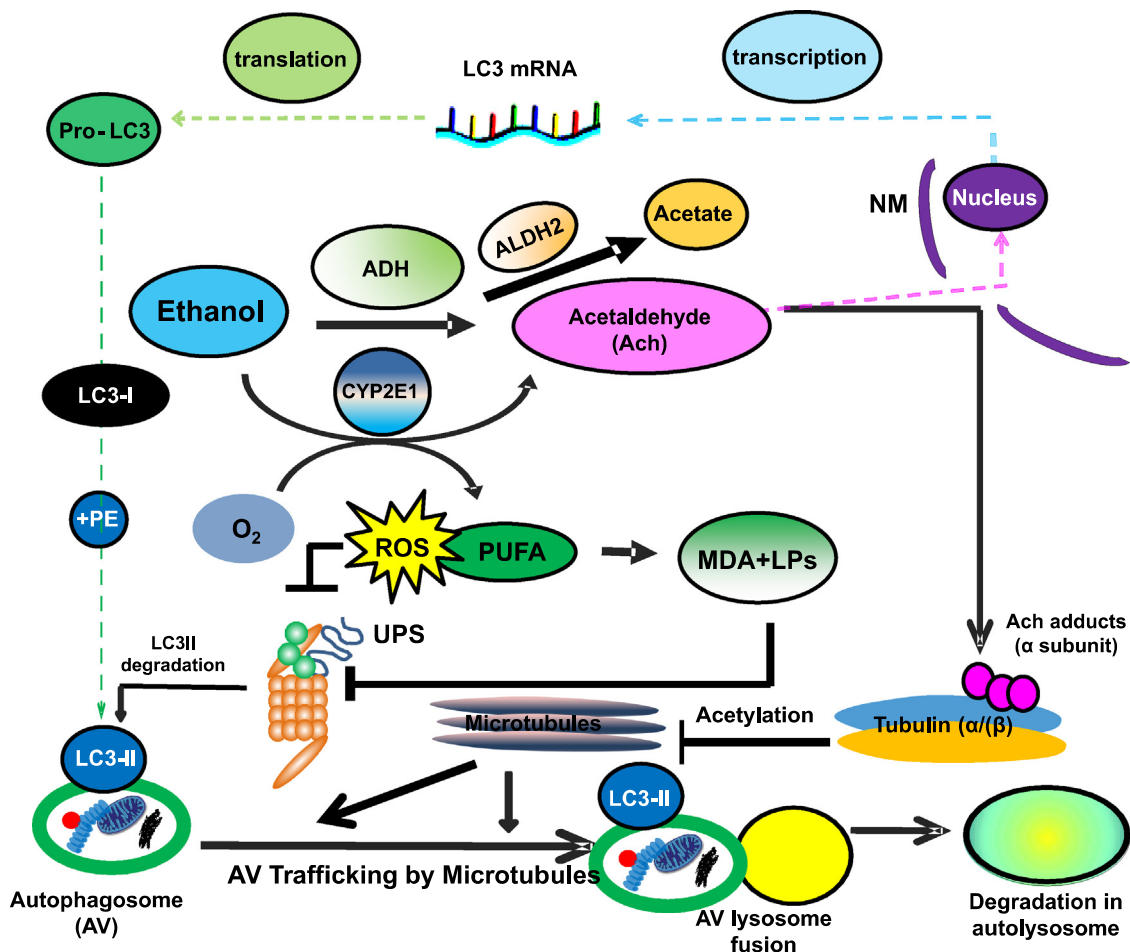 translation
LC3 mRNA
transcription
Pro- LC3
NM
Nucleus
Acetate
ALDH2
ADH
Ethanol
Acetaldehyde
(Ach)
LC3-I
CYP2E1
+PE
O2
ROS
PUFA
MDA+LPs
UPS
LC3II
degradation
Ach adducts
(α subunit)
Microtubules
Acetylation
Tubulin (α/(β)
LC3-II
LC3-II
AV Trafficking by Microtubules
Autophagosome
(AV)
AV lysosome
fusion
Degradation in
autolysosome